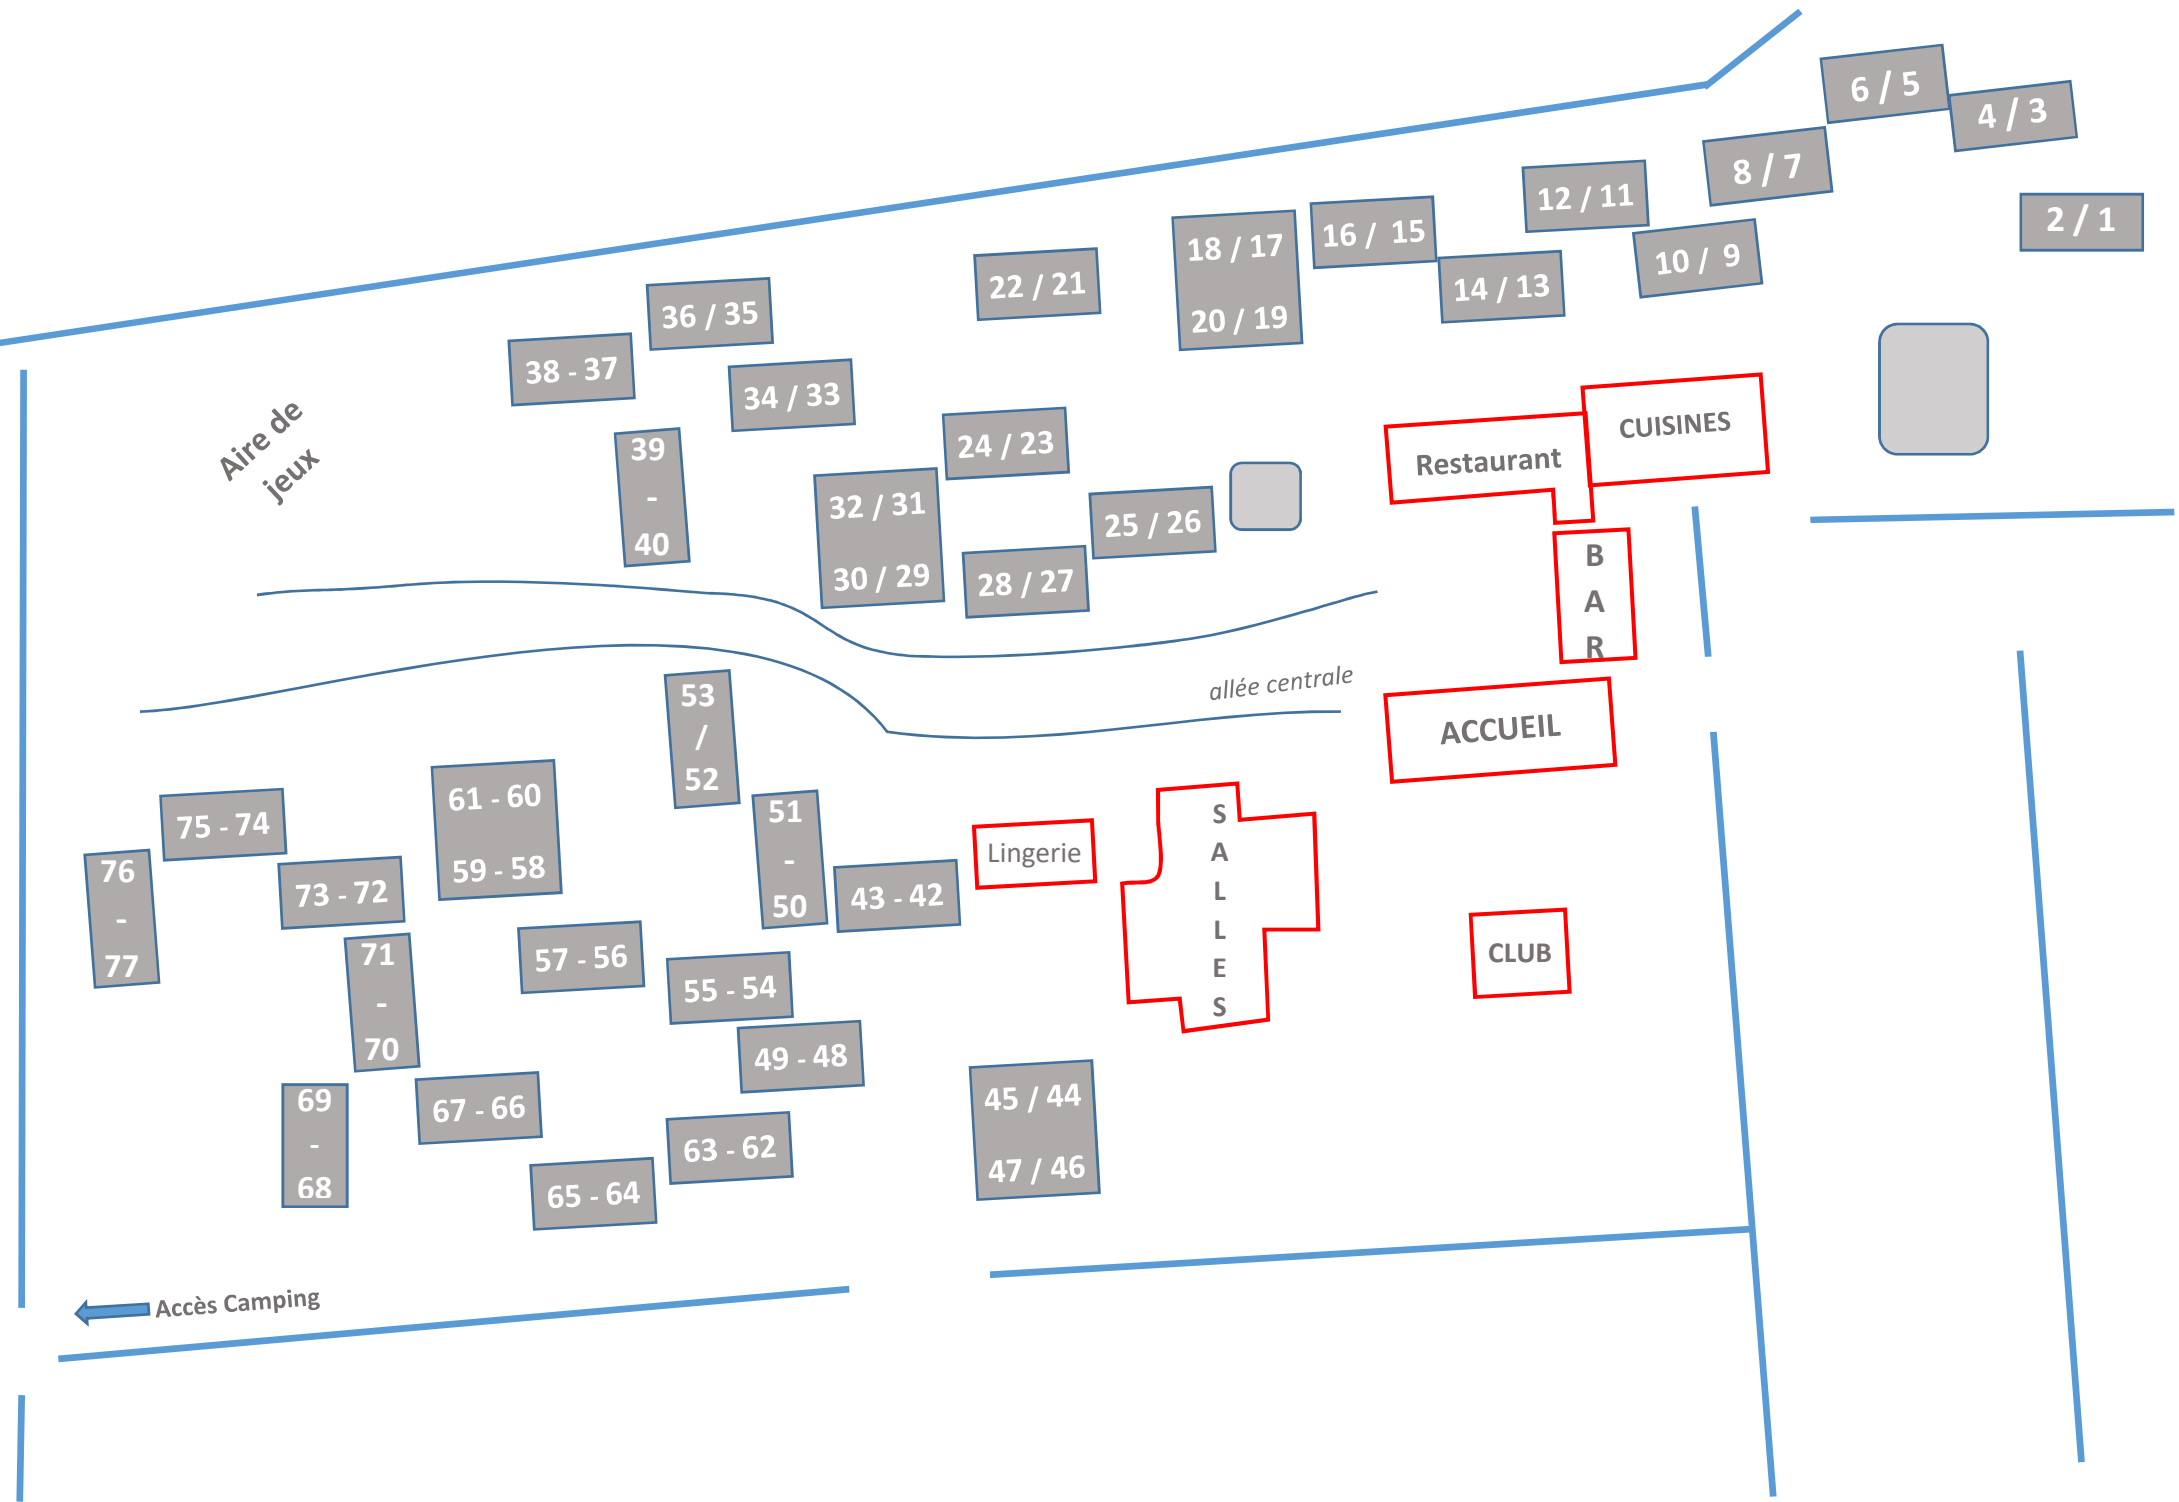 6 / 5
4 / 3
8 / 7
12 / 11
2 / 1
16 / 15
18 / 17
20 / 19
10 / 9
14 / 13
22 / 21
36 / 35
38 - 37
34 / 33
Aire de
jeux
39
-
40
24 / 23
32 / 31
30 / 29
25 / 26
28 / 27
CUISINES
Restaurant
B
A
R
allée centrale
ACCUEIL
53
/
52
61 - 60
59 - 58
75 - 74
76
-
77
73 - 72
51
-
50
43 - 42
Lingerie
S
A
L
L
E
S
CLUB
71
-
70
57 - 56
55 - 54
49 - 48
69
-
68
67 - 66
63 - 62
65 - 64
45 / 44
47 / 46
Accès Camping